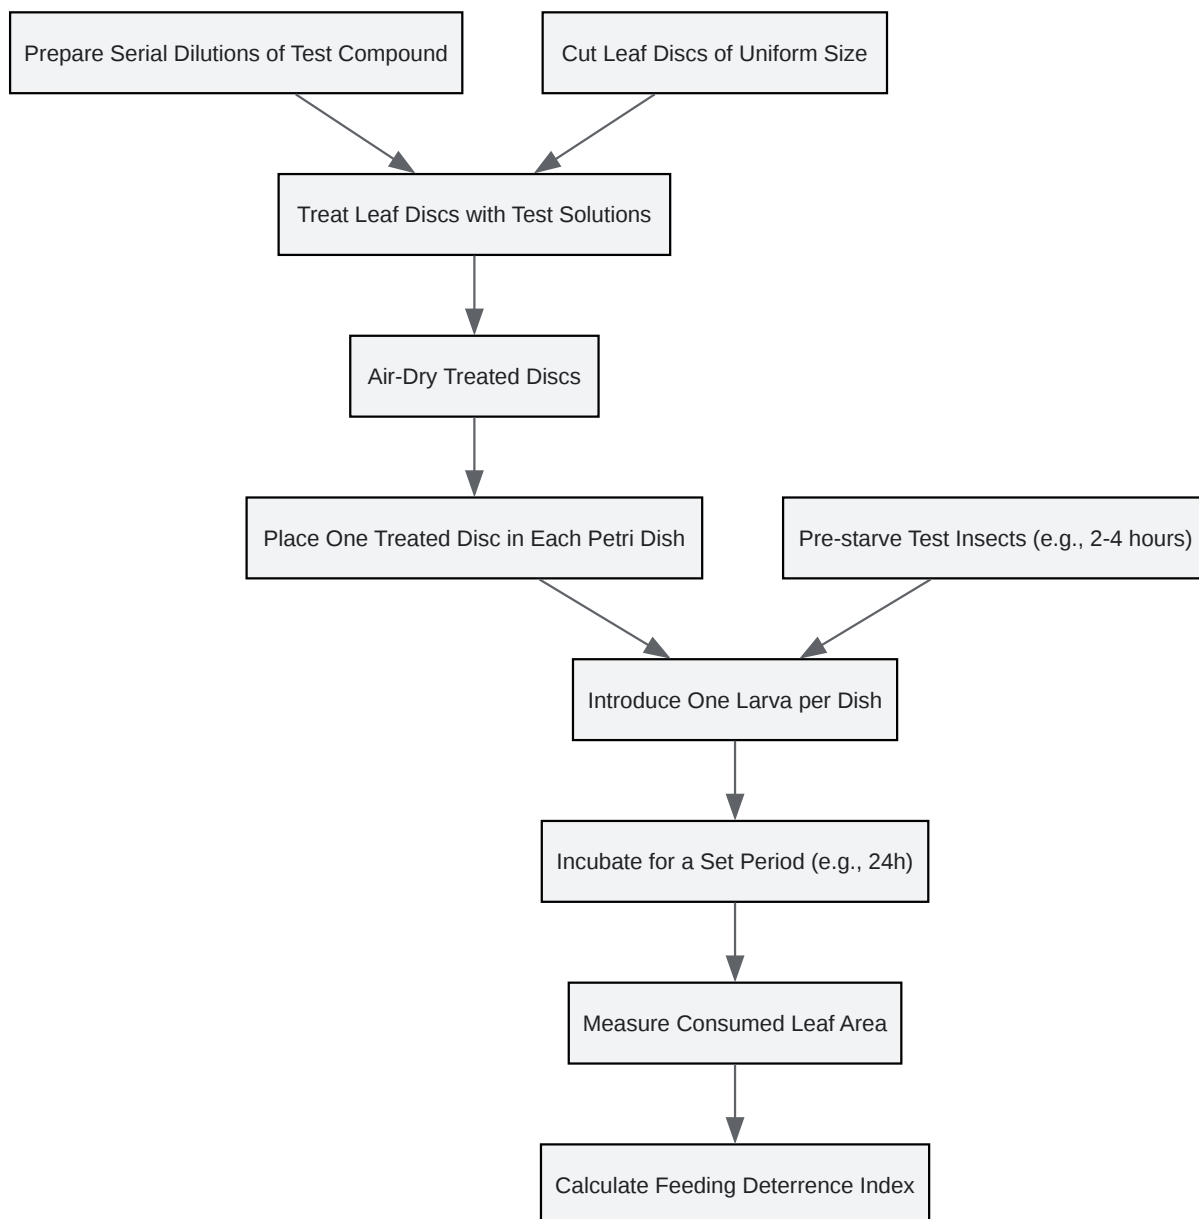 Prepare Serial Dilutions of Test Compound
Cut Leaf Discs of Uniform Size
Treat Leaf Discs with Test Solutions
Air-Dry Treated Discs
Place One Treated Disc in Each Petri Dish
Pre-starve Test Insects (e.g., 2-4 hours)
Introduce One Larva per Dish
Incubate for a Set Period (e.g., 24h)
Measure Consumed Leaf Area
Calculate Feeding Deterrence Index